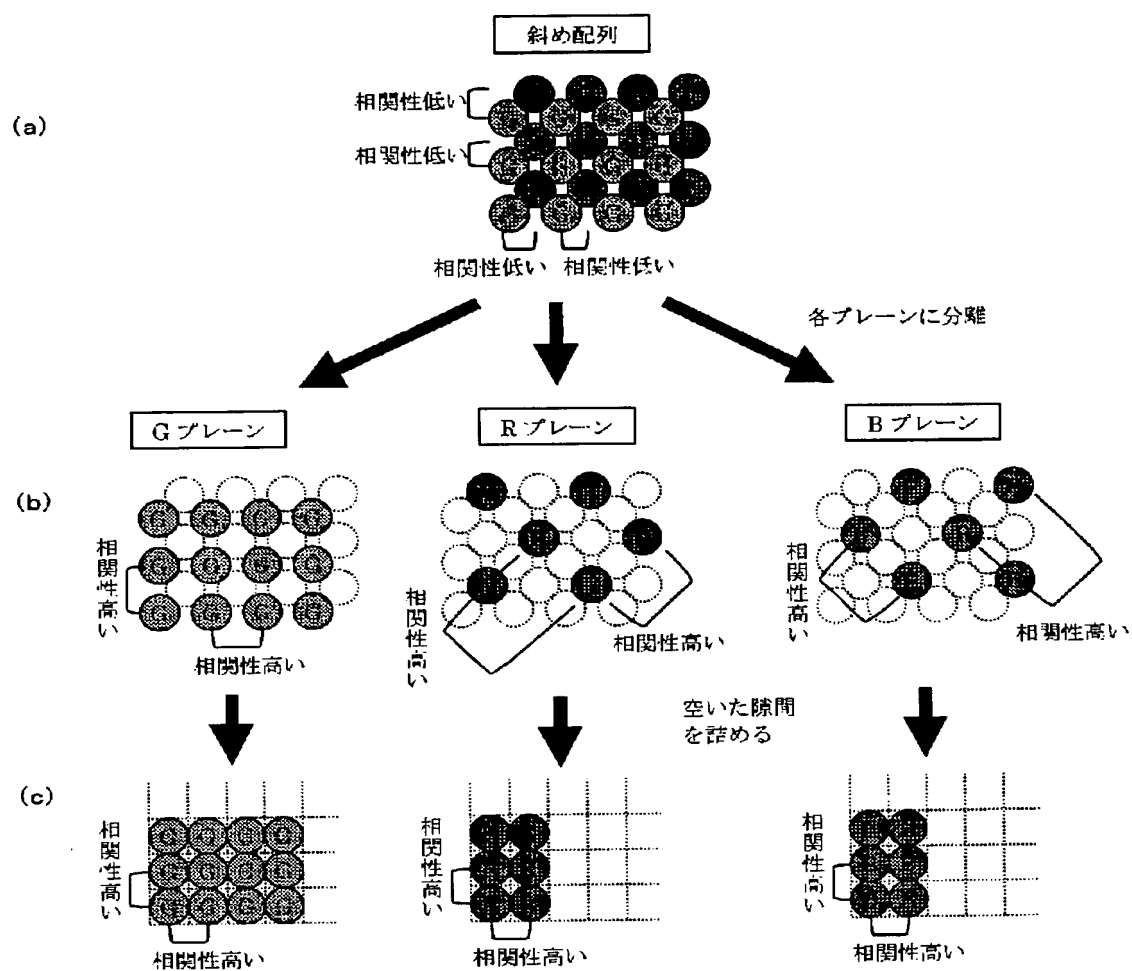 斜め配列
(a)
相関性低い
相関性低い
G G
G G G
G G G
相関性低い 相関性低い
各プレーンに分離
Gプレーン
Rプレーン
Bプレーン
(b)
G G G G
G G G G
G G G G
相関性高い
相関性高い
相関性高い
相関性高い
相関性高い
相関性高い
空いた隙間
を詰める
(c)
相関性高い
相関性高い
相関性高い
相関性高い
相関性高い
相関性高い